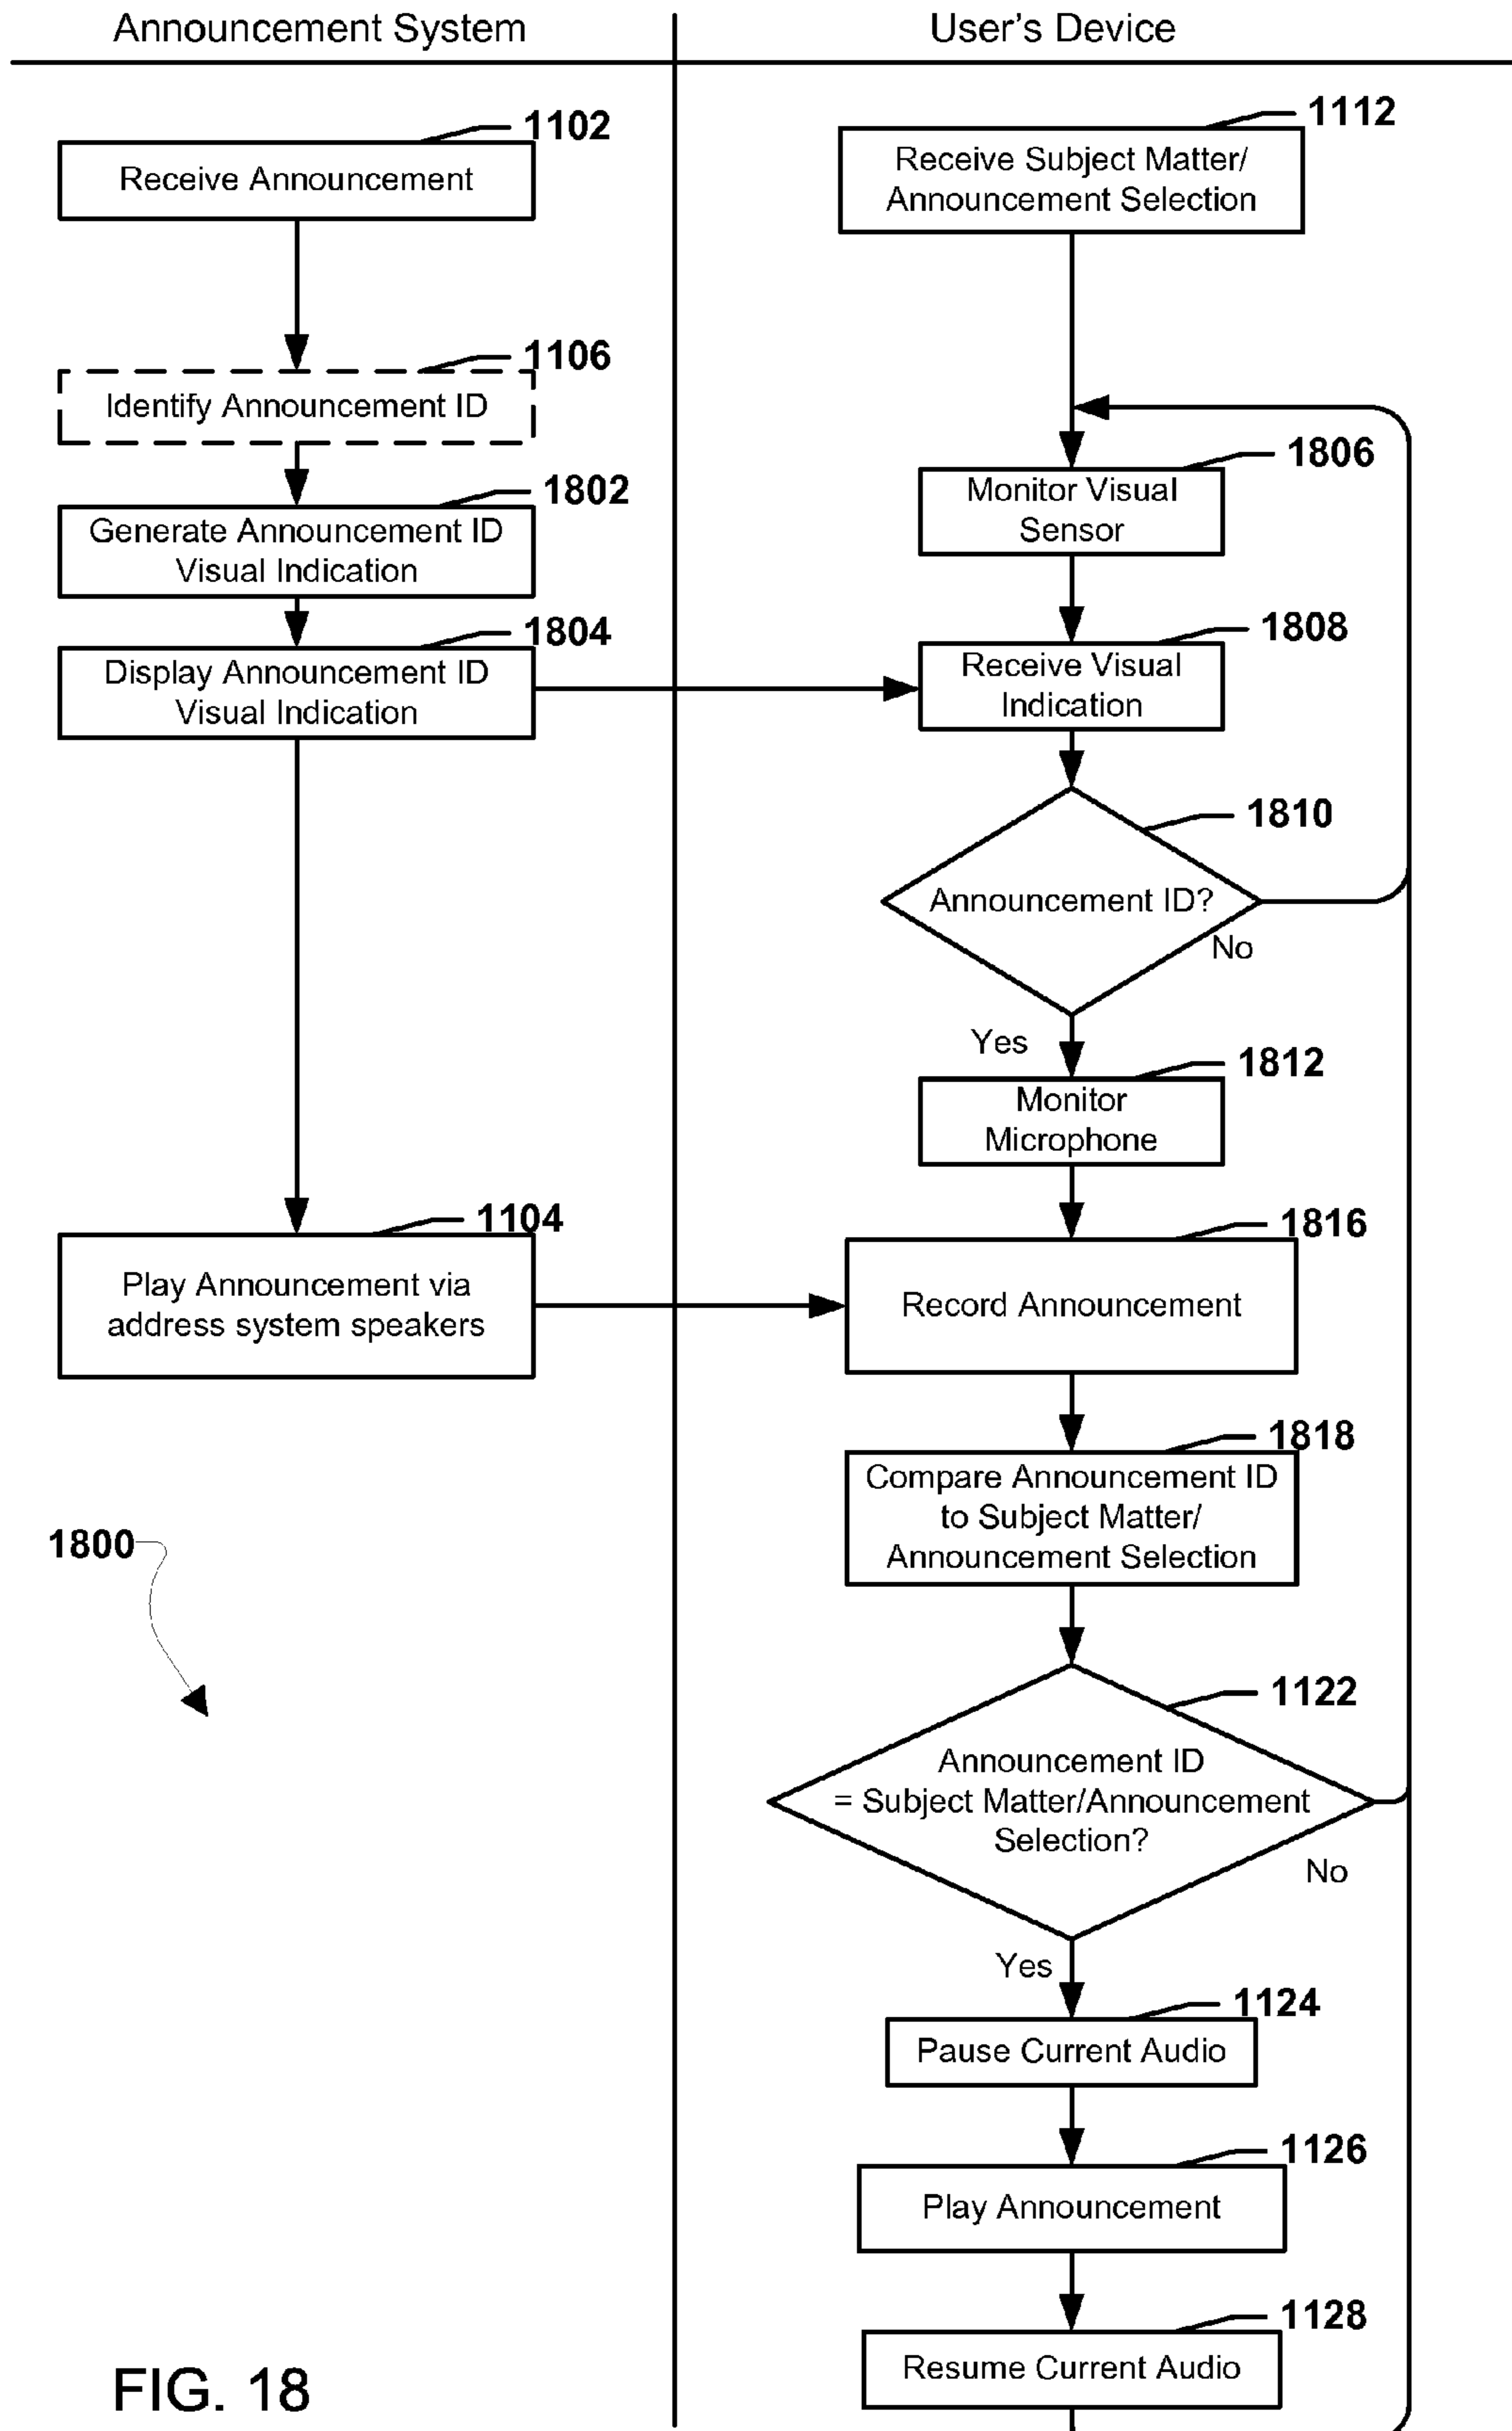 Announcement System
User's Device
1102
Receive Announcement
1106
Identify Announcement ID
1802
Generate Announcement ID
Visual Indication
1804
Display Announcement ID
Visual Indication
1104
Play Announcement via
address system speakers
1800
FIG. 18
1112
Receive Subject Matter/
Announcement Selection
1806
Monitor Visual
Sensor
1808
Receive Visual
Indication
1810
Announcement ID?
No
Yes
1812
Monitor
Microphone
1816
Record Announcement
1818
Compare Announcement ID
to Subject Matter/
Announcement Selection
1122
Announcement ID
= Subject Matter/Announcement
Selection?
No
Yes
1124
Pause Current Audio
1126
Play Announcement
1128
Resume Current Audio